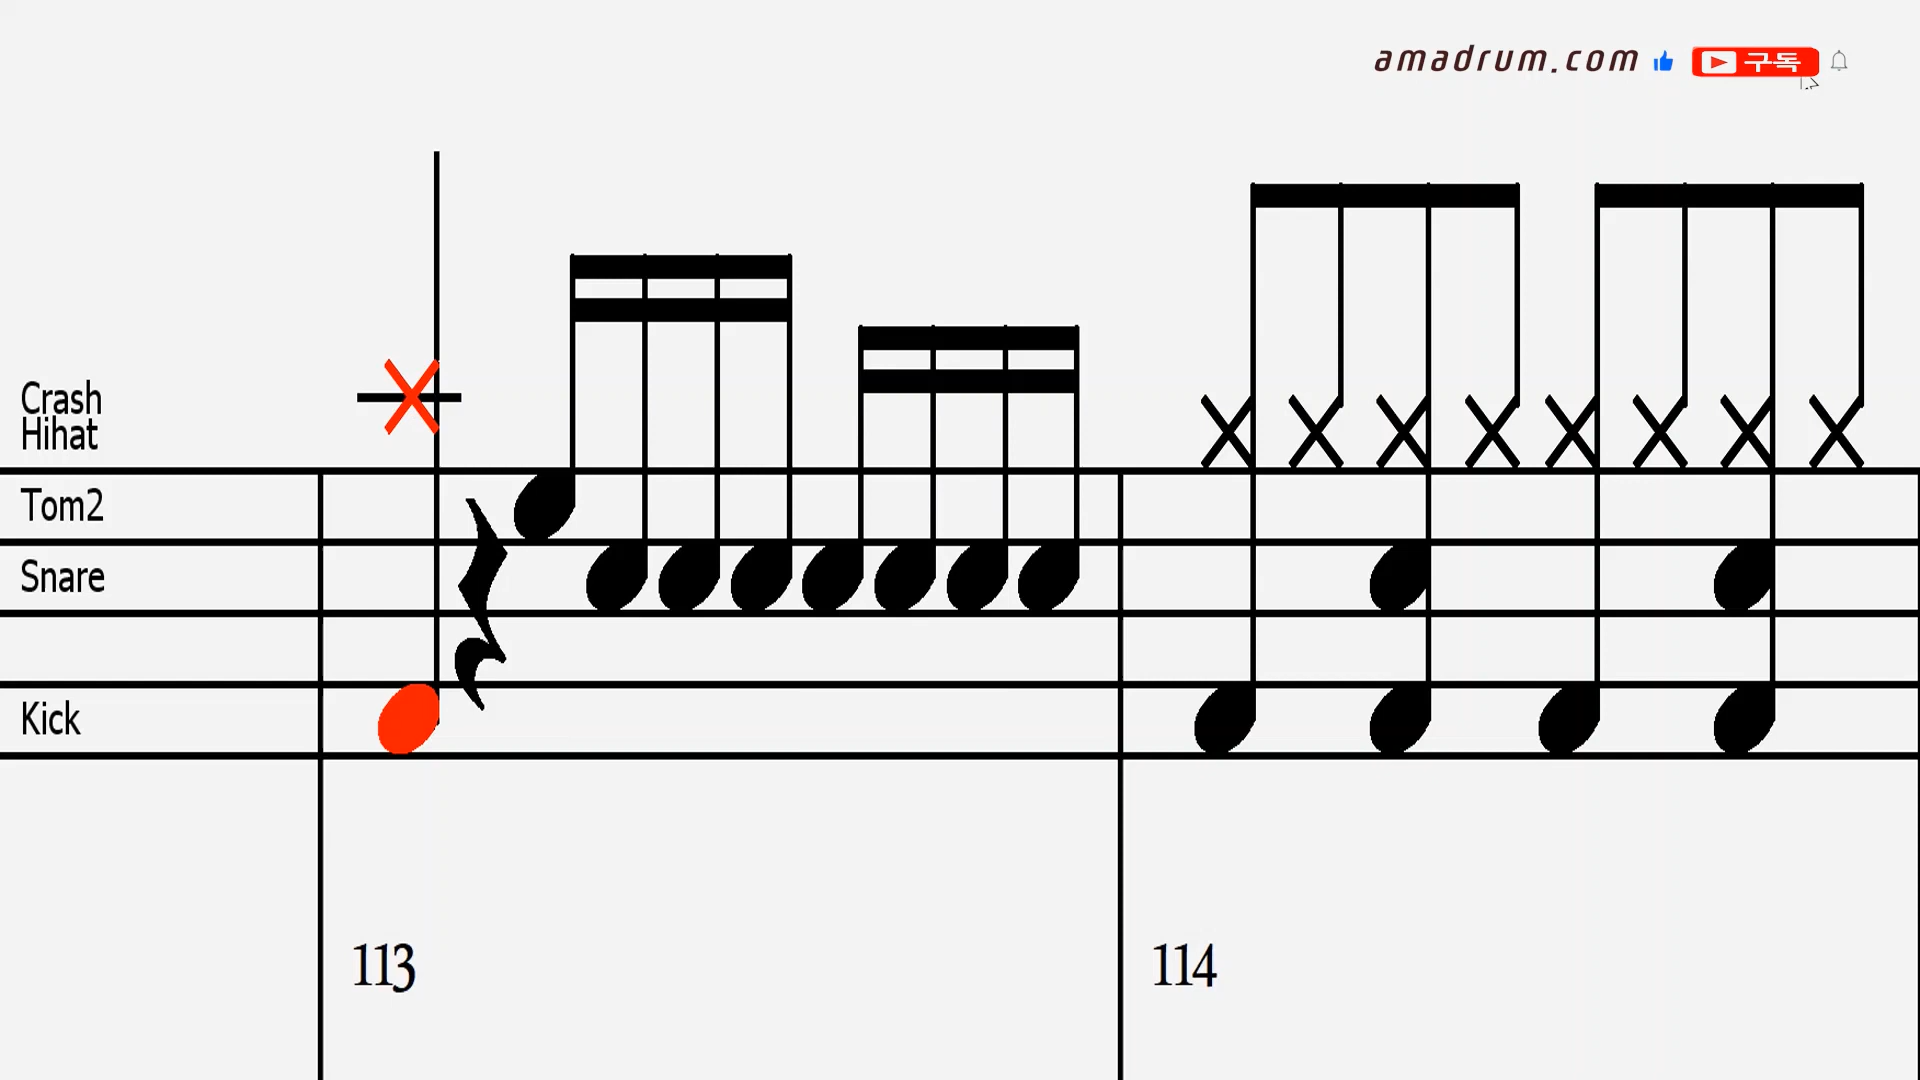 amadrum.com 구독
Crash
Hihat
Tom2
Snare
Kick
113
114